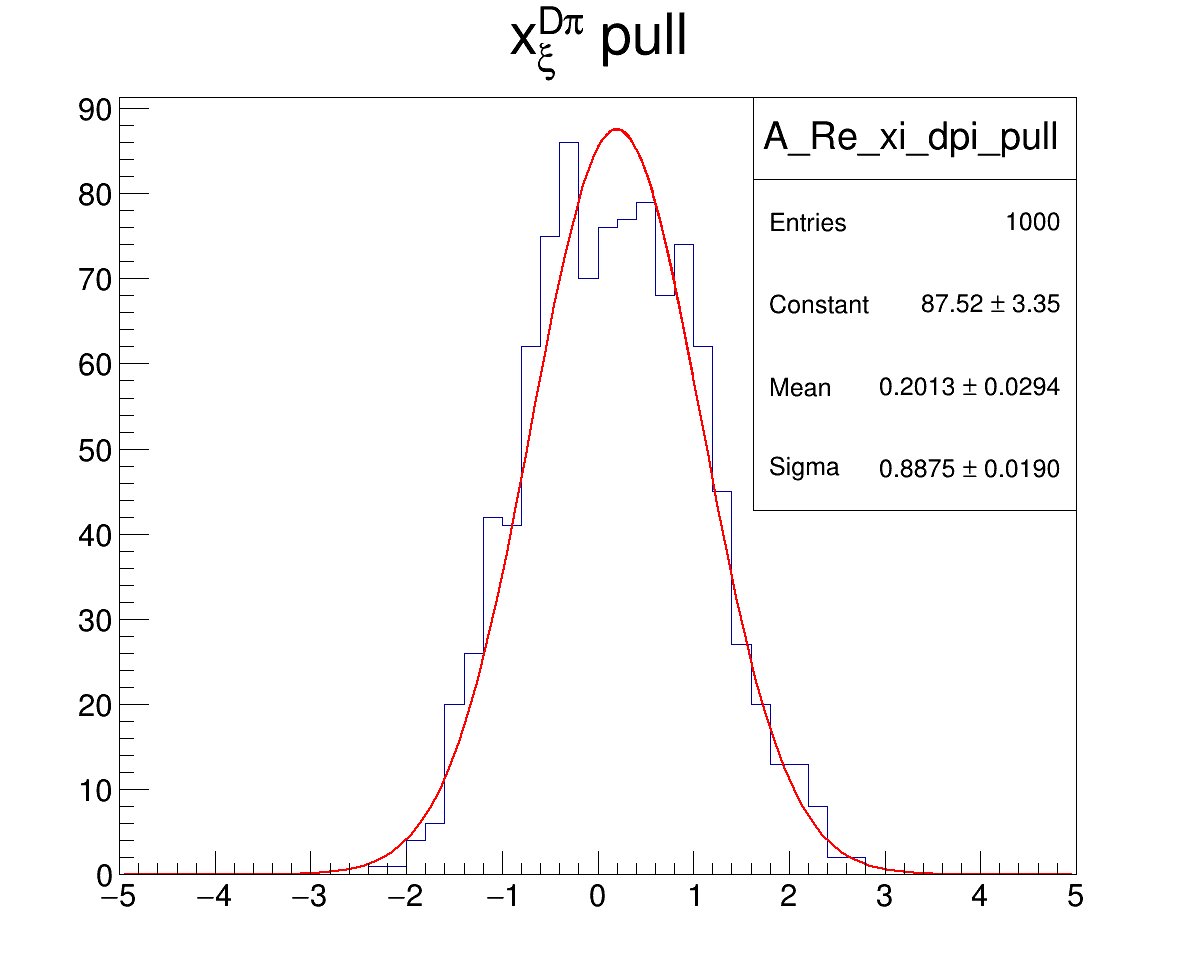 x_ξ^Dπ pull
A_Re_xi_dpi_pull
Entries 1000
Constant 87.52 ± 3.35
Mean 0.2013 ± 0.0294
Sigma 0.8875 ± 0.0190
90
80
70
60
50
40
30
20
10
0
−5 −4 −3 −2 −1 0 1 2 3 4 5